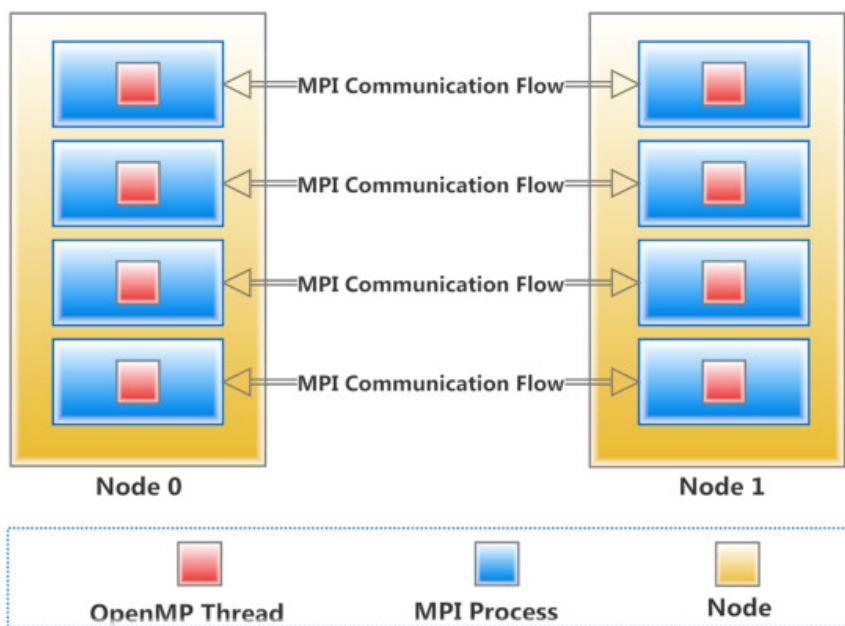 MPI Communication Flow
MPI Communication Flow
MPI Communication Flow
MPI Communication Flow
Node 0
Node 1
OpenMP Thread
MPI Process
Node